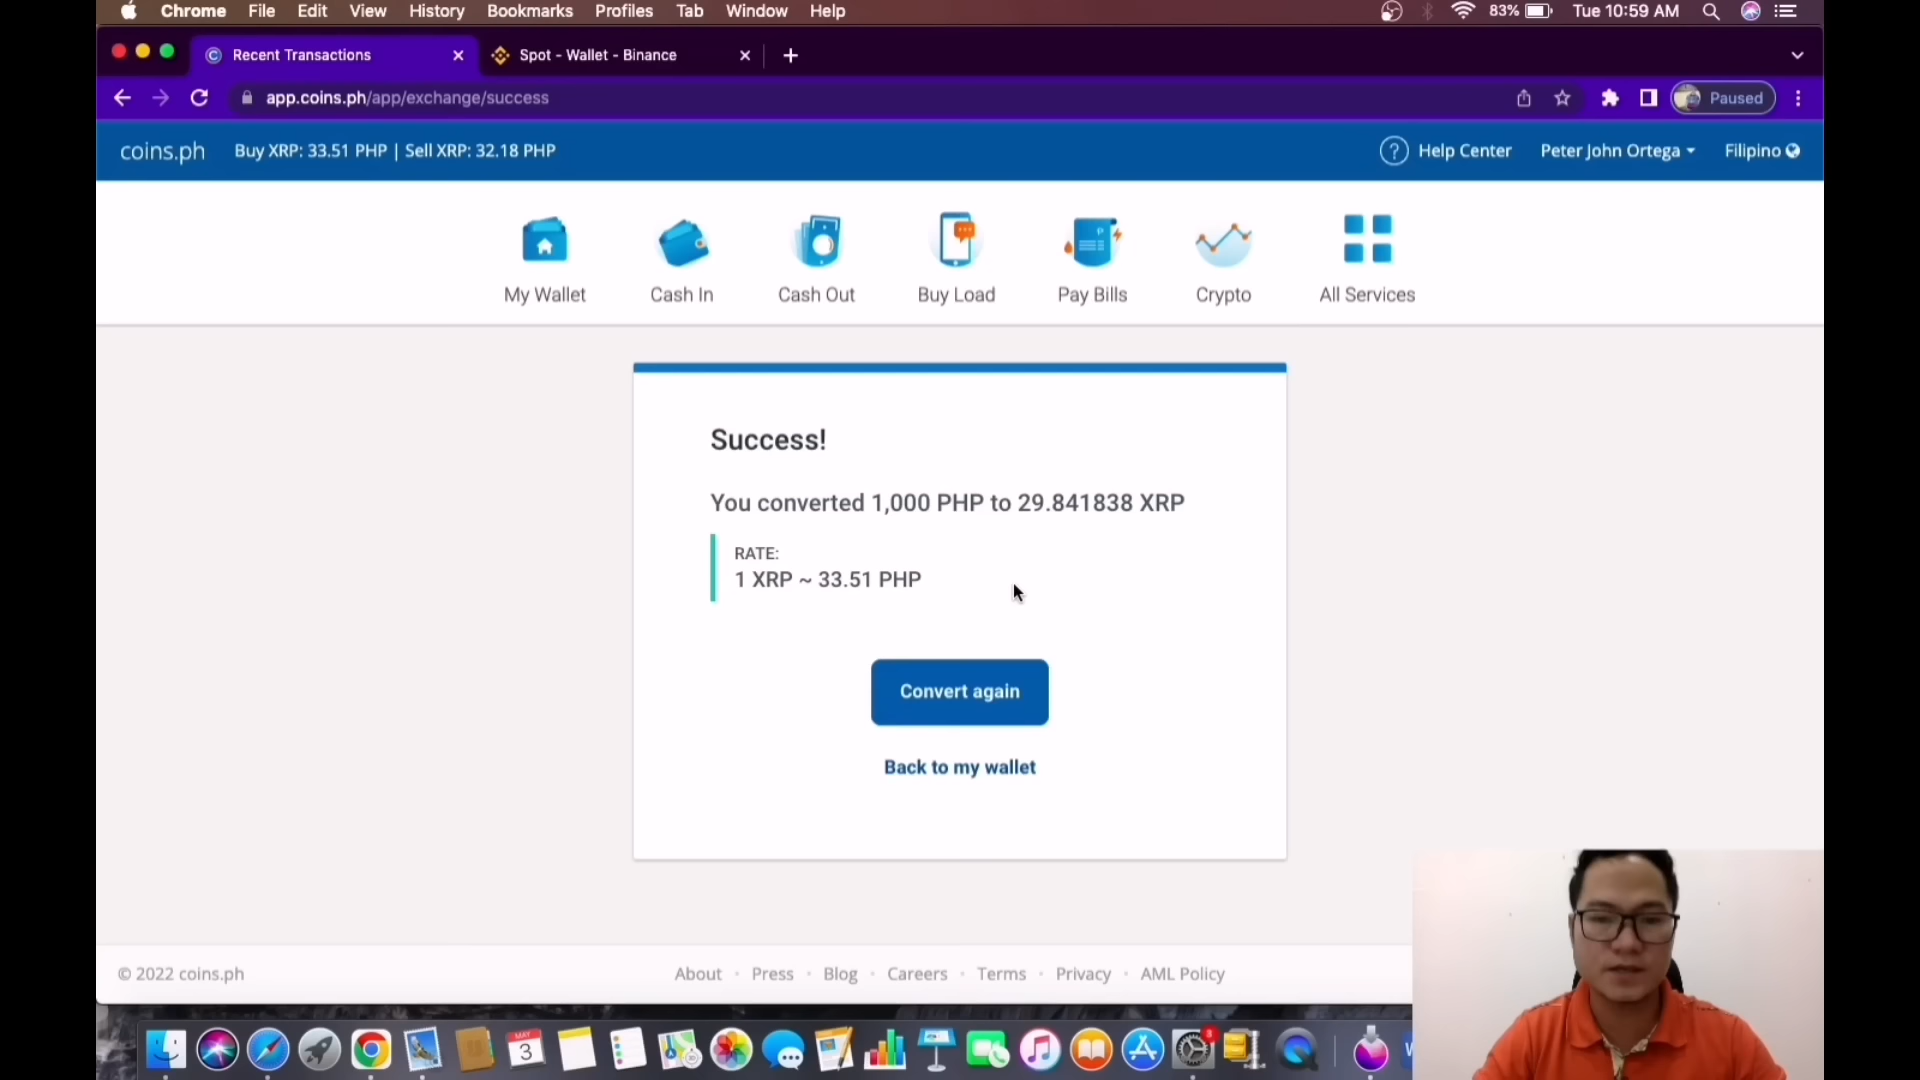 Chrome File Edit View History Bookmarks Profiles Tab Window Help 83% Tue 10:59 AM
Recent Transactions Spot - Wallet - Binance
app.coins.ph/app/exchange/success Paused
coins.ph Buy XRP: 33.51 PHP | Sell XRP: 32.18 PHP Help Center Peter John Ortega Filipino
My Wallet Cash In Cash Out Buy Load Pay Bills Crypto All Services
Success!
You converted 1,000 PHP to 29.841838 XRP
RATE:
1 XRP ~ 33.51 PHP
Convert again
Back to my wallet
© 2022 coins.ph About · Press · Blog · Careers · Terms · Privacy · AML Policy
MAY
3